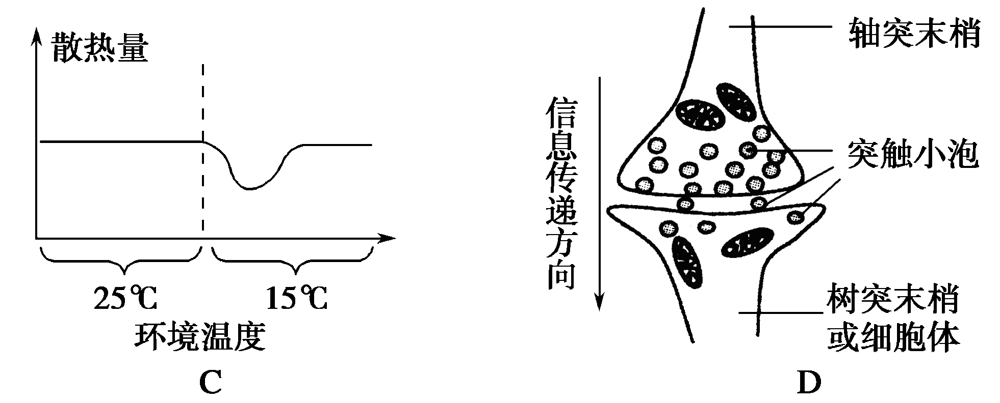 散热量
25℃
15℃
环境温度
C
信息传递方向
轴突末梢
突触小泡
树突末梢
或细胞体
D